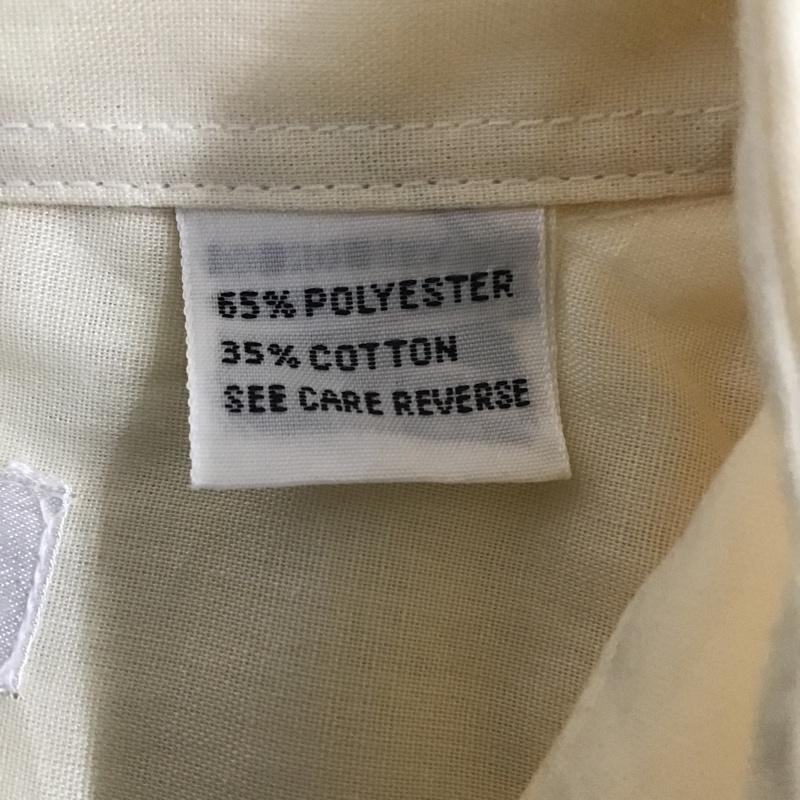 65% POLYESTER
35% COTTON
SEE CARE REVERSE